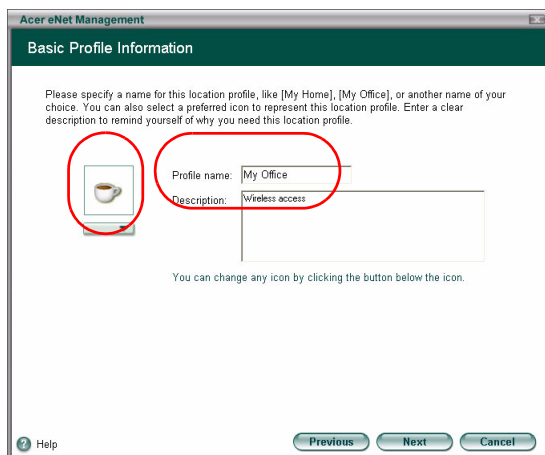 Acer eNet Management
Basic Profile Information
Please specify a name for this location profile, like [My Home], [My Office], or another name of your
choice. You can also select a preferred icon to represent this location profile. Enter a clear
description to remind yourself of why you need this location profile.
Profile name: My Office
Description: Wireless access
You can change any icon by clicking the button below the icon.
? Help Previous Next Cancel